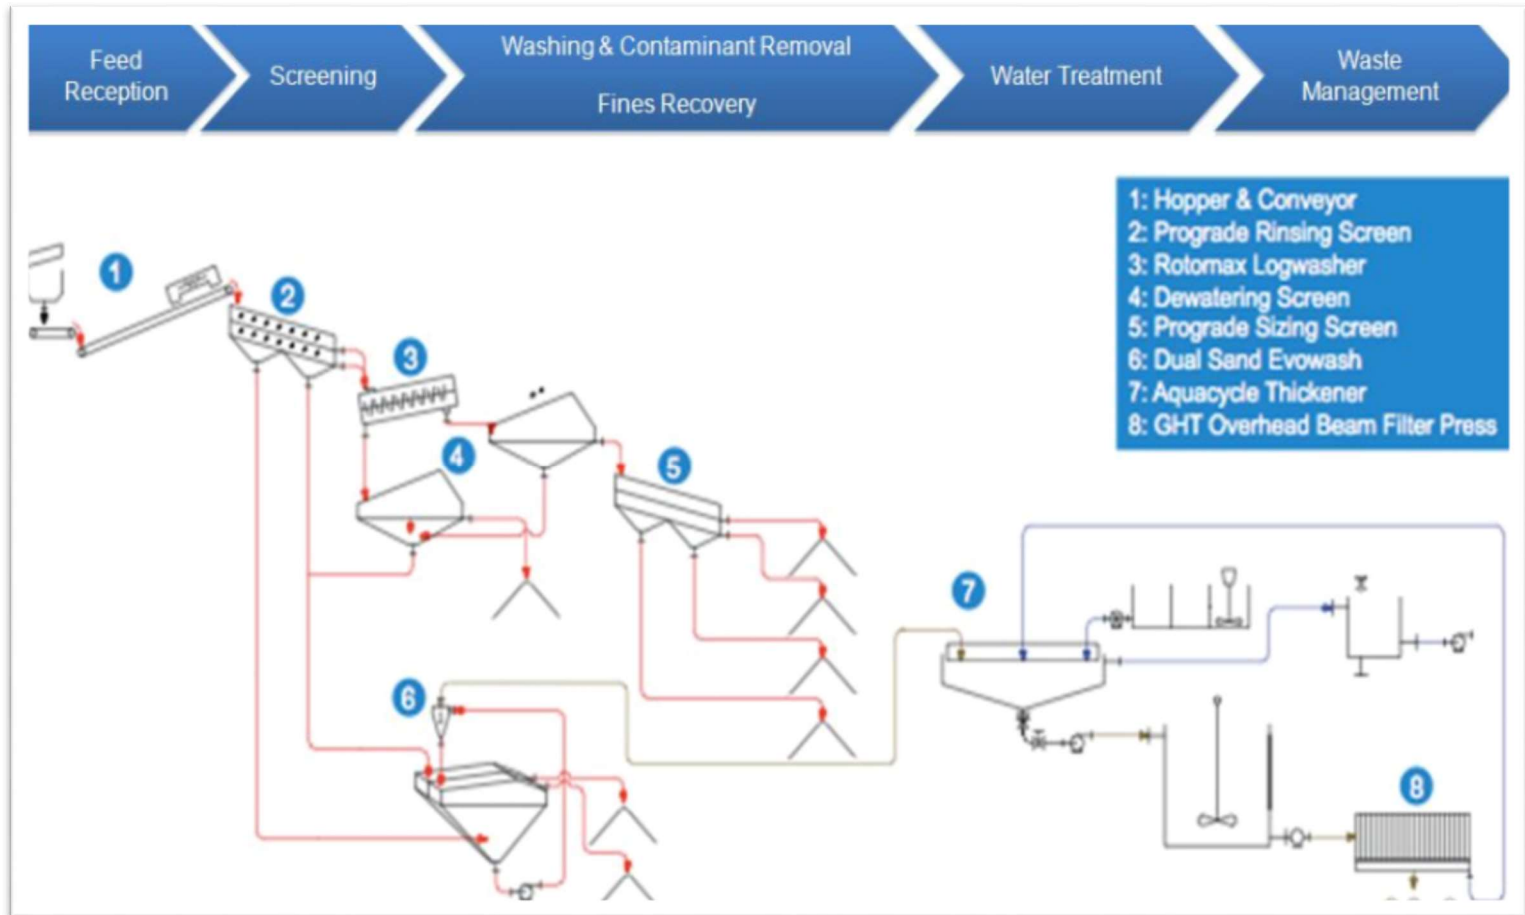 Feed
Reception
Screening
Washing & Contaminant Removal
Fines Recovery
Water Treatment
Waste
Management
1: Hopper & Conveyor
2: Prograde Rinsing Screen
3: Rotomax Logwasher
4: Dewatering Screen
5: Prograde Sizing Screen
6: Dual Sand Evowash
7: Aquacycle Thickener
8: GHT Overhead Beam Filter Press
1
2
3
4
5
6
7
8